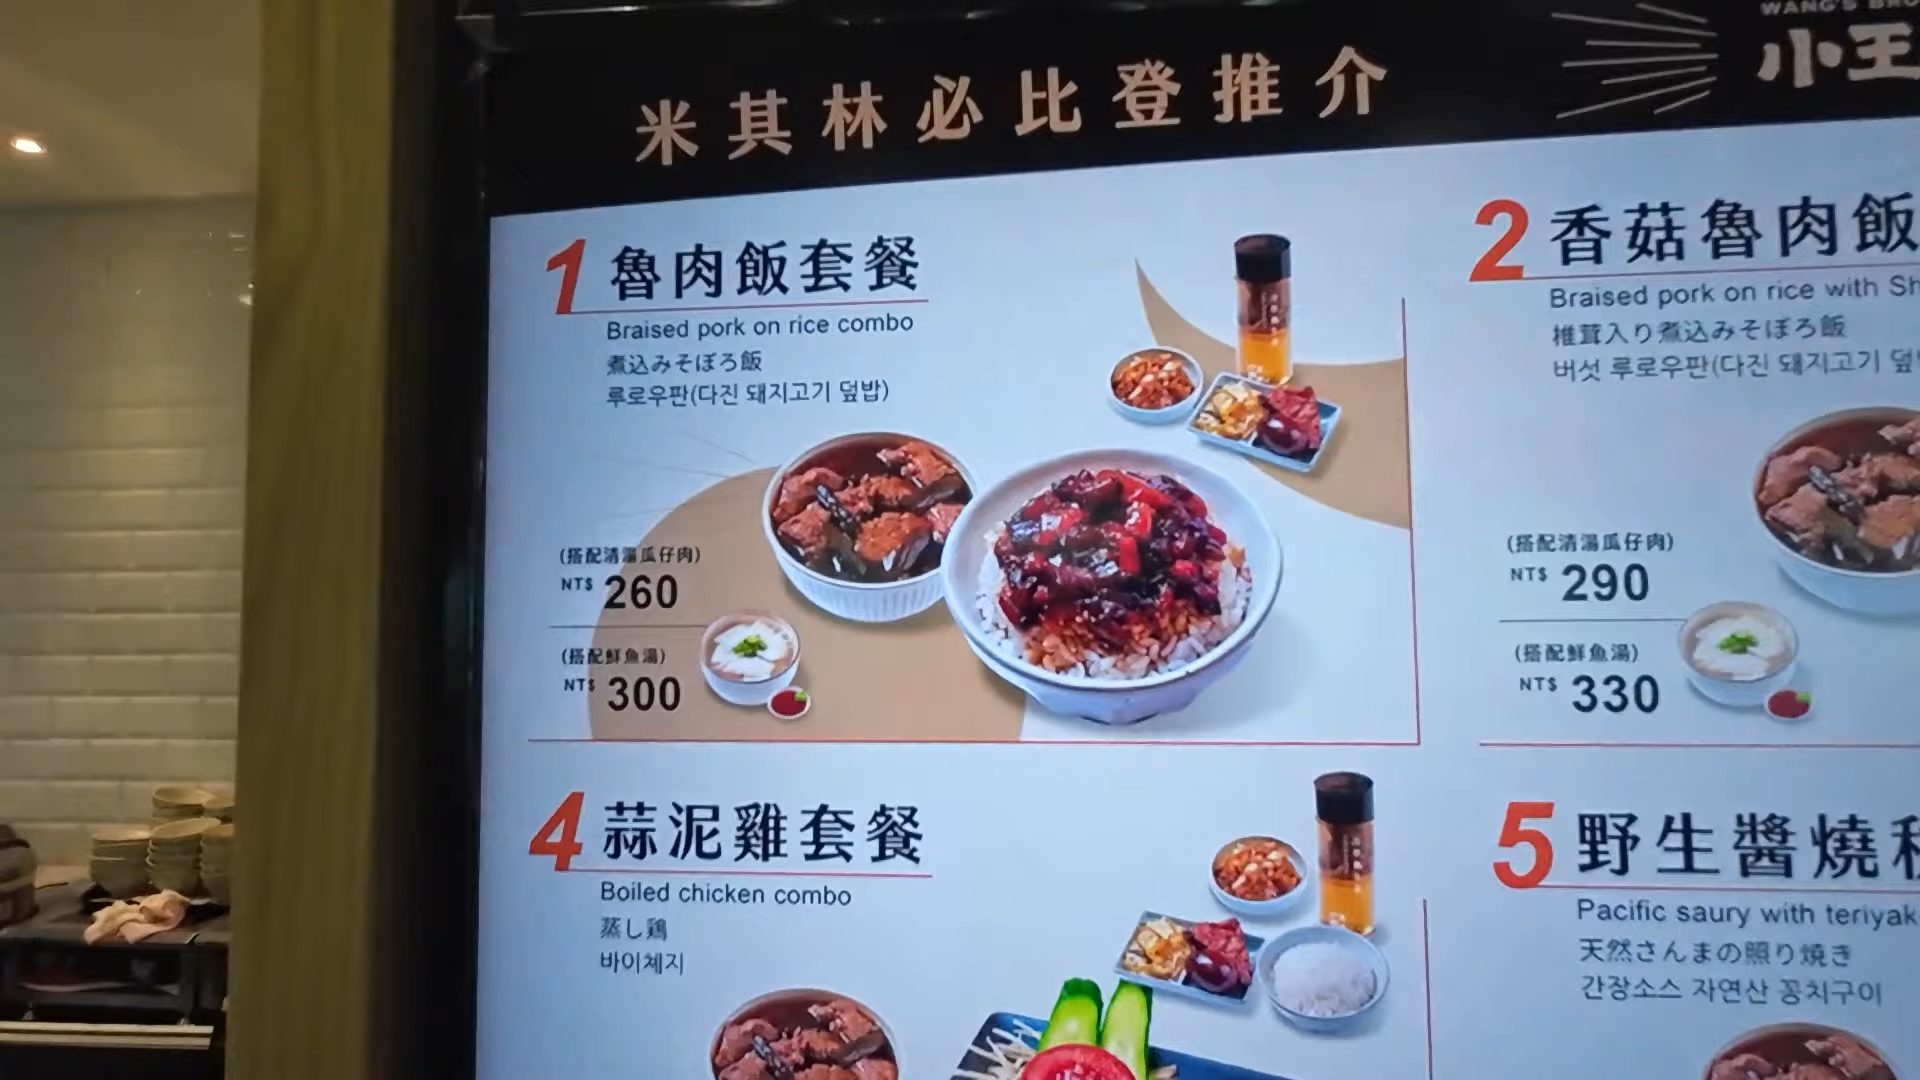 米其林必比登推介
WANG'S
小王
1 魯肉飯套餐
Braised pork on rice combo
煮込みそぼろ飯
루로우판(다진 돼지고기 덮밥)
(搭配清湯瓜仔肉)
NT$ 260
(搭配鮮魚湯)
NT$ 300
2 香菇魯肉飯
Braised pork on rice with
椎茸入り煮込みそぼろ飯
버섯 루로우판(다진 돼지고기
(搭配清湯瓜仔肉)
NT$ 290
(搭配鮮魚湯)
NT$ 330
4 蒜泥雞套餐
Boiled chicken combo
蒸し鶏
바이체지
5 野生醬燒
Pacific saury with
天然さんまの照り焼き
간장소스 자연산 꽁치구이